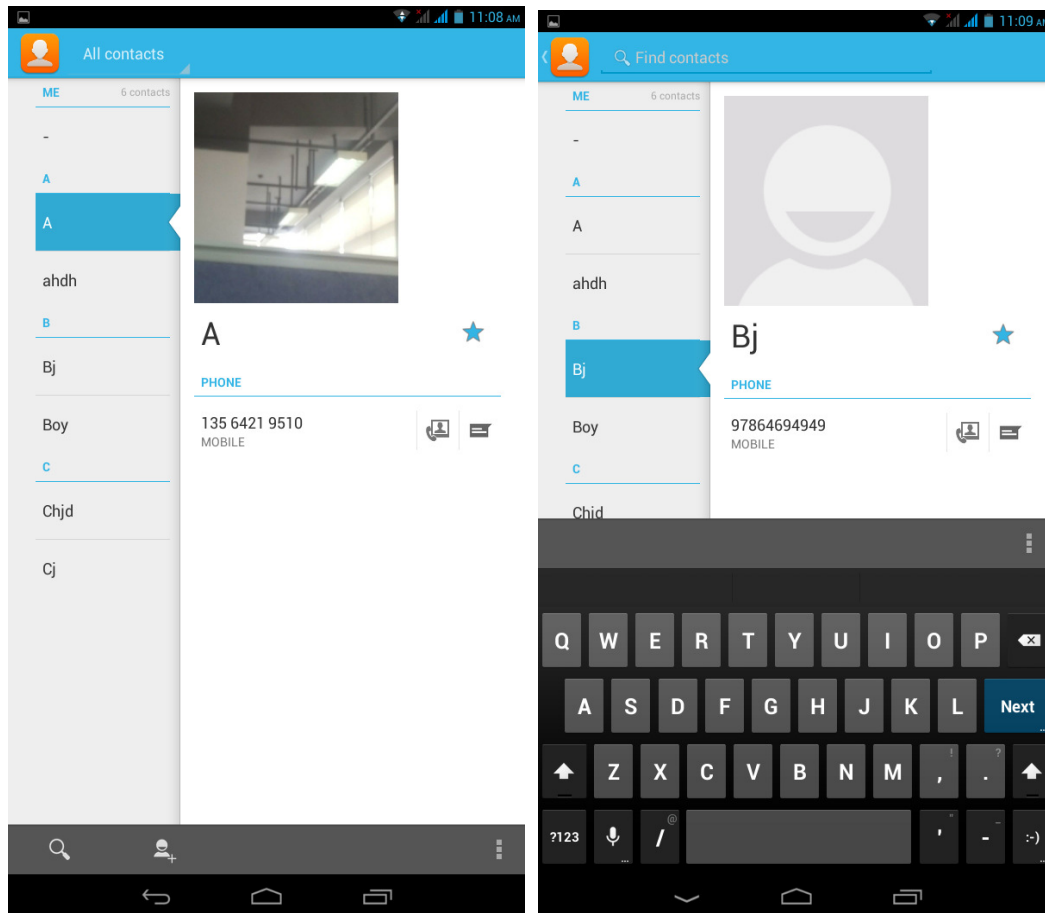 11:08 AM
All contacts
ME 6 contacts
-
A
A
ahdh
B
Bj
Boy
C
Chjd
Cj
A
PHONE
135 6421 9510
MOBILE
11:09 AM
Find contacts
ME 6 contacts
-
A
A
ahdh
B
Bj
Boy
C
Chjd
Bj
PHONE
97864694949
MOBILE
Q W E R T Y U I O P
A S D F G H J K L Next
Z X C V B N M ! , ? .
?123 @ / " ' _ - :-)